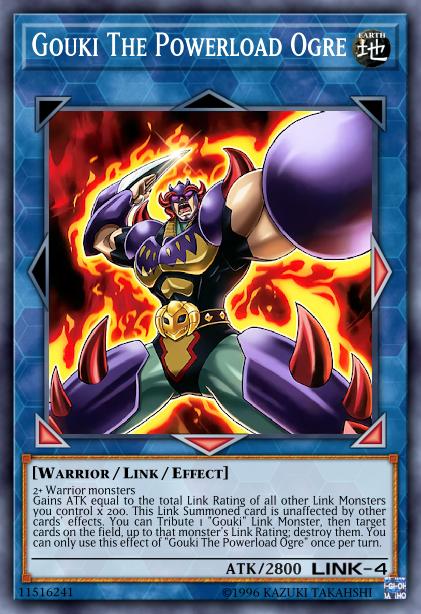 GOUKI THE POWERLOAD OGRE
EARTH
地
[WARRIOR / LINK / EFFECT]
2+ Warrior monsters
Gains ATK equal to the total Link Rating of all other Link Monsters
you control x 200. This Link Summoned card is unaffected by other
cards' effects. You can Tribute 1 "Gouki" Link Monster, then target
cards on the field, up to that monster's Link Rating; destroy them. You
can only use this effect of "Gouki The Powerload Ogre" once per turn.
ATK/2800 LINK-4
11516241 ©1996 KAZUKI TAKAHSHI